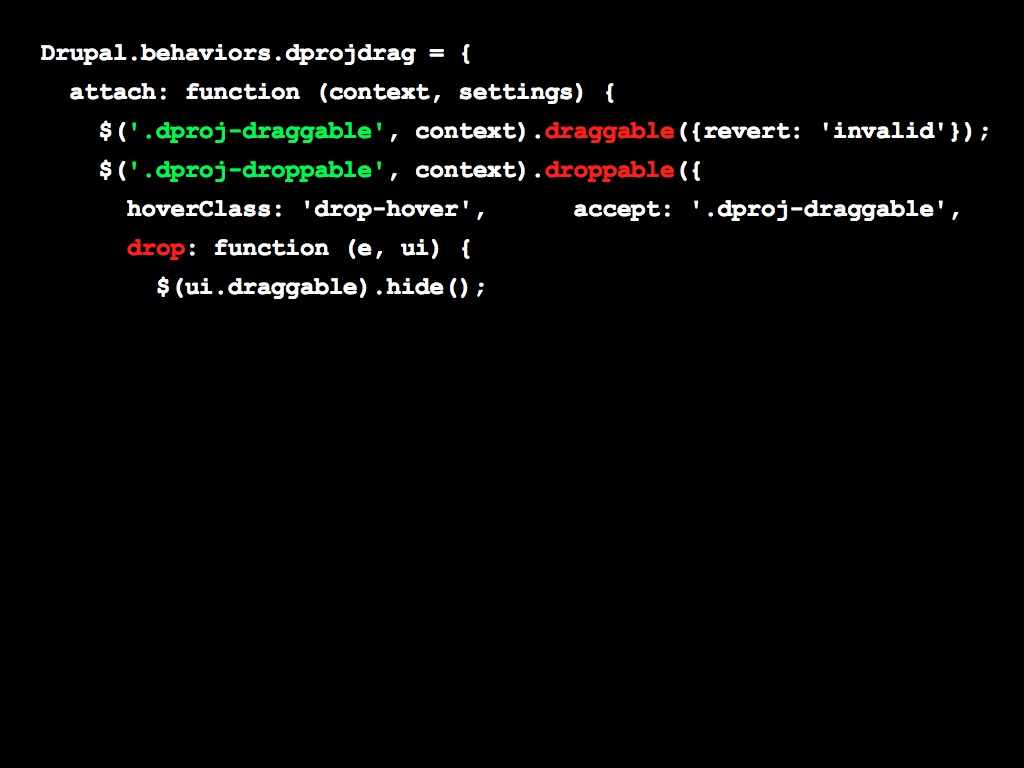 Drupal.behaviors.dprojdrag = {
  attach: function (context, settings) {
    $('.dproj-draggable', context).draggable({revert: 'invalid'});
    $('.dproj-droppable', context).droppable({
      hoverClass: 'drop-hover',      accept: '.dproj-draggable',
      drop: function (e, ui) {
        $(ui.draggable).hide();